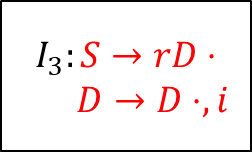 I₃: S → rD ·
D → D ·, i